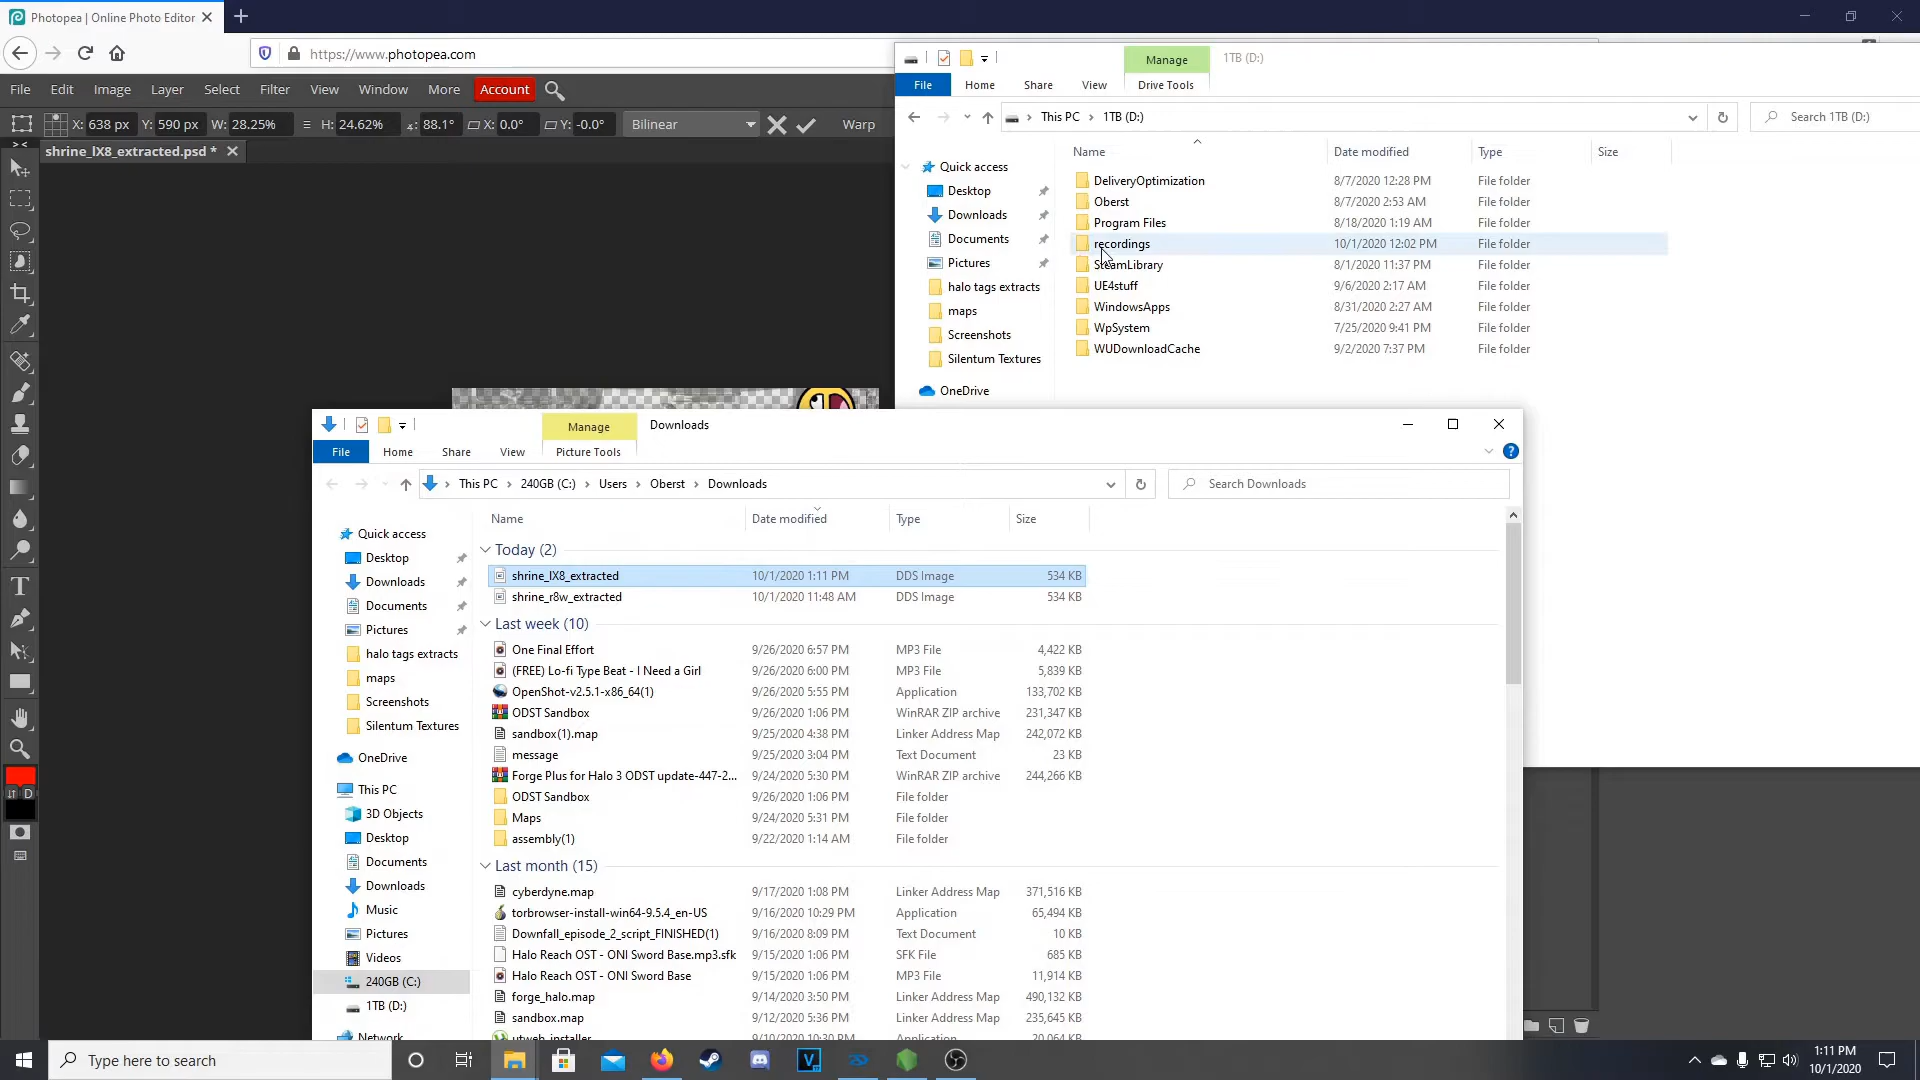 Photopea | Online Photo Editor
https://www.photopea.com
File Edit Image Layer Select Filter View Window More Account
X: 638 px Y: 590 px W: 28.25% H: 24.62% 88.1° X: 0.0° Y: -0.0° Bilinear Warp
shrine_lX8_extracted.psd *
D
Manage 1TB (D:)
File Home Share View Drive Tools
This PC 1TB (D:) Search 1TB (D:)
Name Date modified Type Size
Quick access
Desktop
Downloads
Documents
Pictures
halo tags extracts
maps
Screenshots
Silentum Textures
OneDrive
DeliveryOptimization 8/7/2020 12:28 PM File folder
Oberst 8/7/2020 2:53 AM File folder
Program Files 8/18/2020 1:19 AM File folder
recordings 10/1/2020 12:02 PM File folder
SteamLibrary 8/1/2020 11:37 PM File folder
UE4stuff 9/6/2020 2:17 AM File folder
WindowsApps 8/31/2020 2:27 AM File folder
WpSystem 7/25/2020 9:41 PM File folder
WUDownloadCache 9/2/2020 7:37 PM File folder
Manage Downloads
File Home Share View Picture Tools
This PC 240GB (C:) Users Oberst Downloads Search Downloads
Name Date modified Type Size
Quick access
Desktop
Downloads
Documents
Pictures
halo tags extracts
maps
Screenshots
Silentum Textures
OneDrive
This PC
3D Objects
Desktop
Documents
Downloads
Music
Pictures
Videos
240GB (C:)
1TB (D:)
Network
Today (2)
shrine_lX8_extracted 10/1/2020 1:11 PM DDS Image 534 KB
shrine_r8w_extracted 10/1/2020 11:48 AM DDS Image 534 KB
Last week (10)
One Final Effort 9/26/2020 6:57 PM MP3 File 4,422 KB
(FREE) Lo-fi Type Beat - I Need a Girl 9/26/2020 6:00 PM MP3 File 5,839 KB
OpenShot-v2.5.1-x86_64(1) 9/26/2020 5:55 PM Application 133,702 KB
ODST Sandbox 9/26/2020 1:06 PM WinRAR ZIP archive 231,347 KB
sandbox(1).map 9/25/2020 4:38 PM Linker Address Map 242,072 KB
message 9/25/2020 3:04 PM Text Document 23 KB
Forge Plus for Halo 3 ODST update-447-2... 9/24/2020 5:30 PM WinRAR ZIP archive 244,266 KB
ODST Sandbox 9/26/2020 1:06 PM File folder
Maps 9/24/2020 5:31 PM File folder
assembly(1) 9/22/2020 1:14 AM File folder
Last month (15)
cyberdyne.map 9/17/2020 1:08 PM Linker Address Map 371,516 KB
torbrowser-install-win64-9.5.4_en-US 9/16/2020 10:29 PM Application 65,494 KB
Downfall_episode_2_script_FINISHED(1) 9/16/2020 8:09 PM Text Document 10 KB
Halo Reach OST - ONI Sword Base.mp3.sfk 9/15/2020 1:06 PM SFK File 685 KB
Halo Reach OST - ONI Sword Base 9/15/2020 1:06 PM MP3 File 11,914 KB
forge_halo.map 9/14/2020 3:50 PM Linker Address Map 490,132 KB
sandbox.map 9/12/2020 5:36 PM Linker Address Map 235,645 KB
utweb_installer 9/10/2020 10:30 PM Application 20,064 KB
Type here to search
1:11 PM
10/1/2020